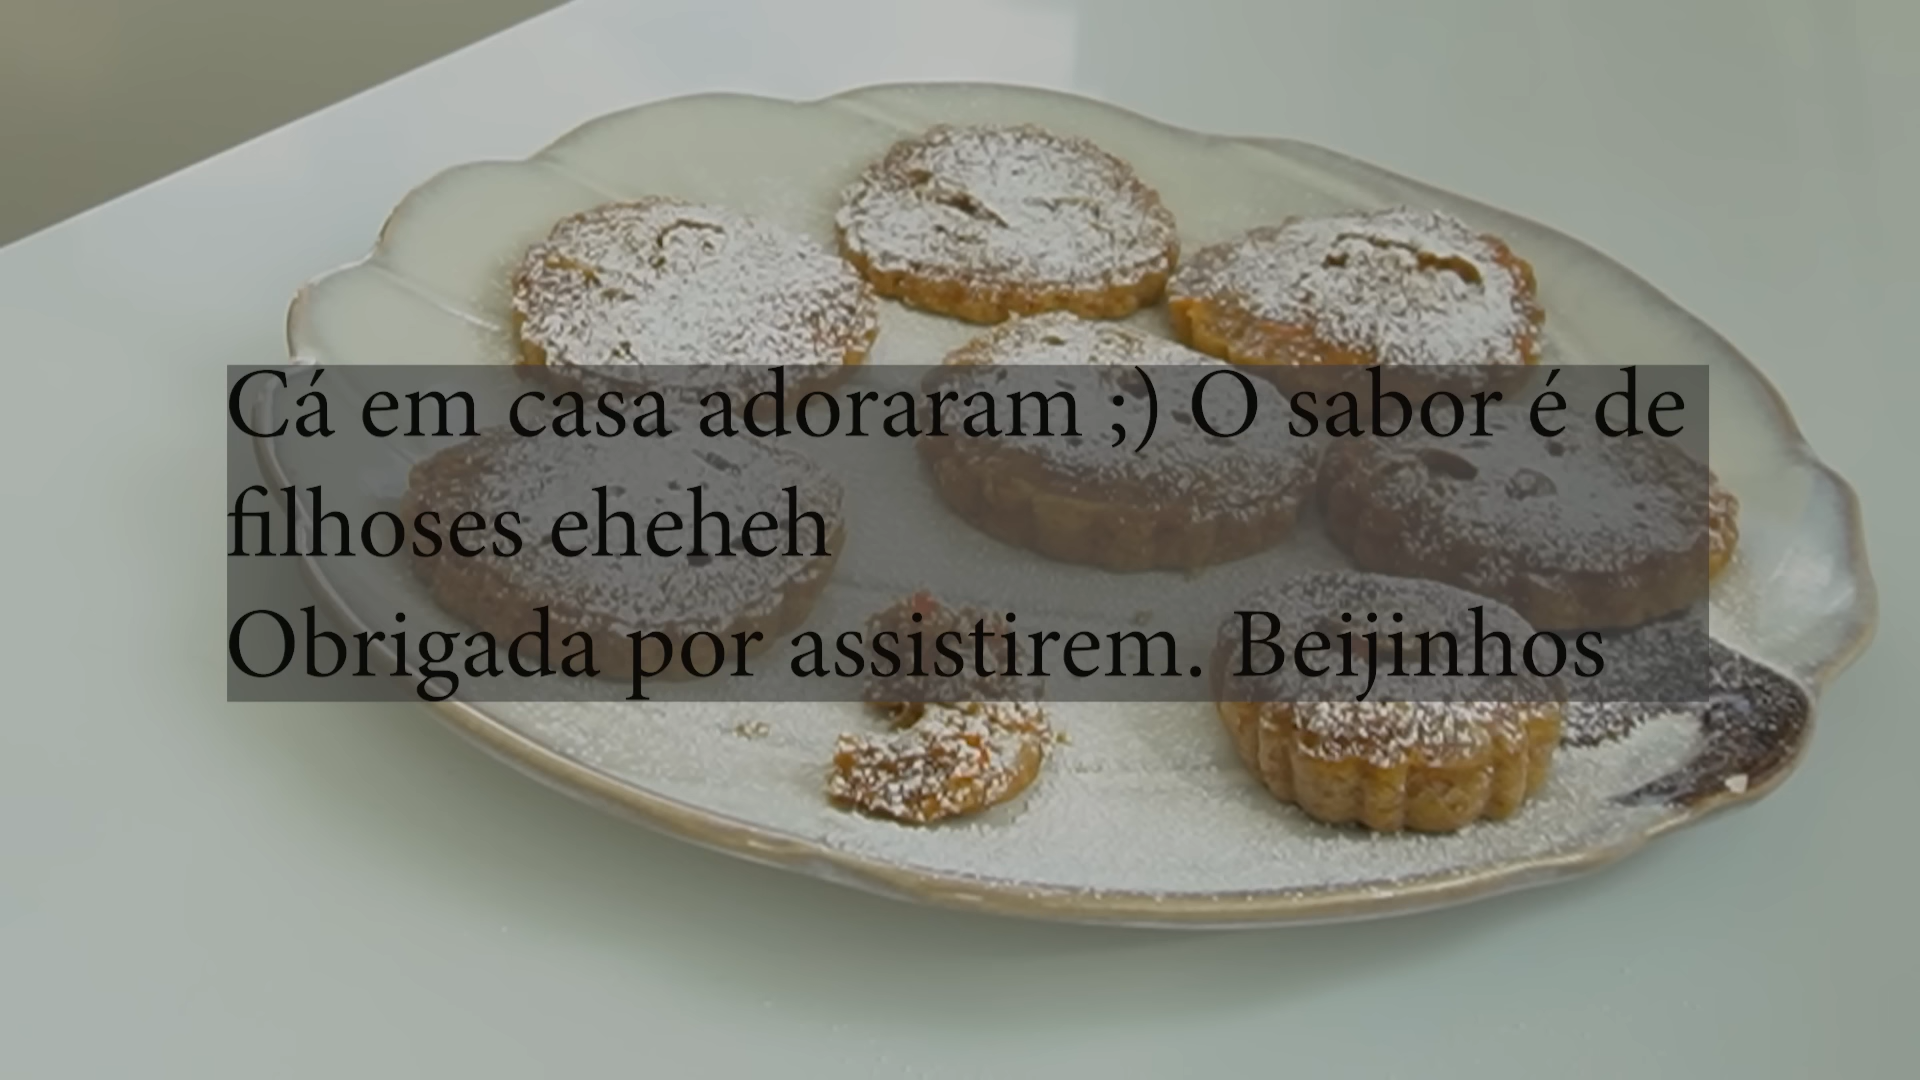 Cá em casa adoraram ;) O sabor é de
filhoses eheheh
Obrigada por assistirem. Beijinhos